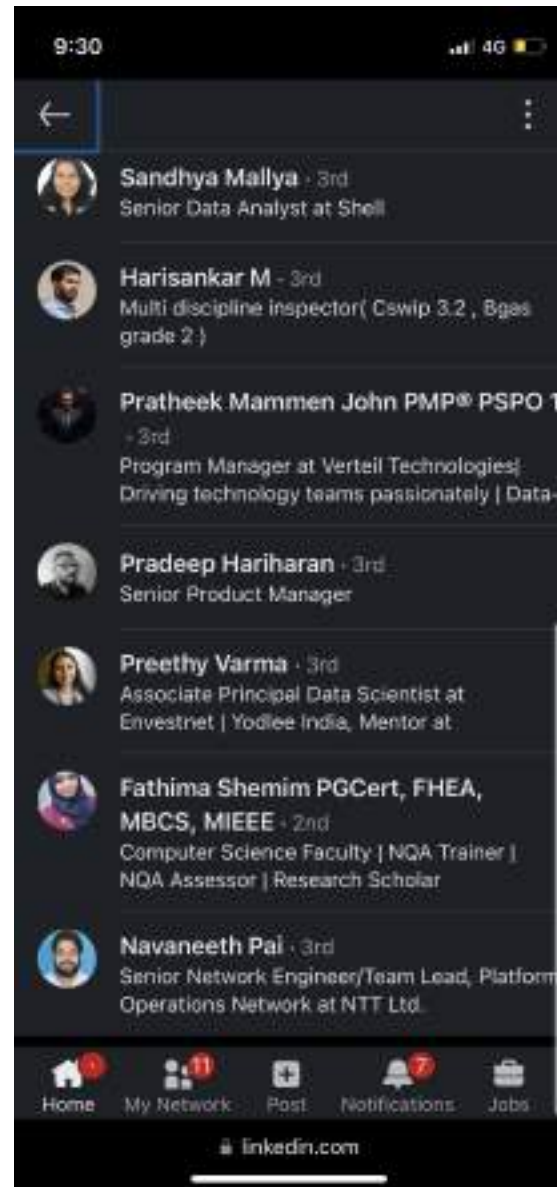 9:30
4G
Sandhya Mallya · 3rd
Senior Data Analyst at Shell
Harisankar M · 3rd
Multi discipline inspector( Cswip 3.2 , Bgas
grade 2 )
Pratheek Mammen John PMP® PSPO 1
· 3rd
Program Manager at Verteil Technologies|
Driving technology teams passionately | Data-
Pradeep Hariharan · 3rd
Senior Product Manager
Preethy Varma · 3rd
Associate Principal Data Scientist at
Envestnet | Yodlee India, Mentor at
Fathima Shemim PGCert, FHEA,
MBCS, MIEEE · 2nd
Computer Science Faculty | NQA Trainer |
NQA Assessor | Research Scholar
Navaneeth Pai · 3rd
Senior Network Engineer/Team Lead, Platform
Operations Network at NTT Ltd.
11 7
Home My Network Post Notifications Jobs
linkedin.com